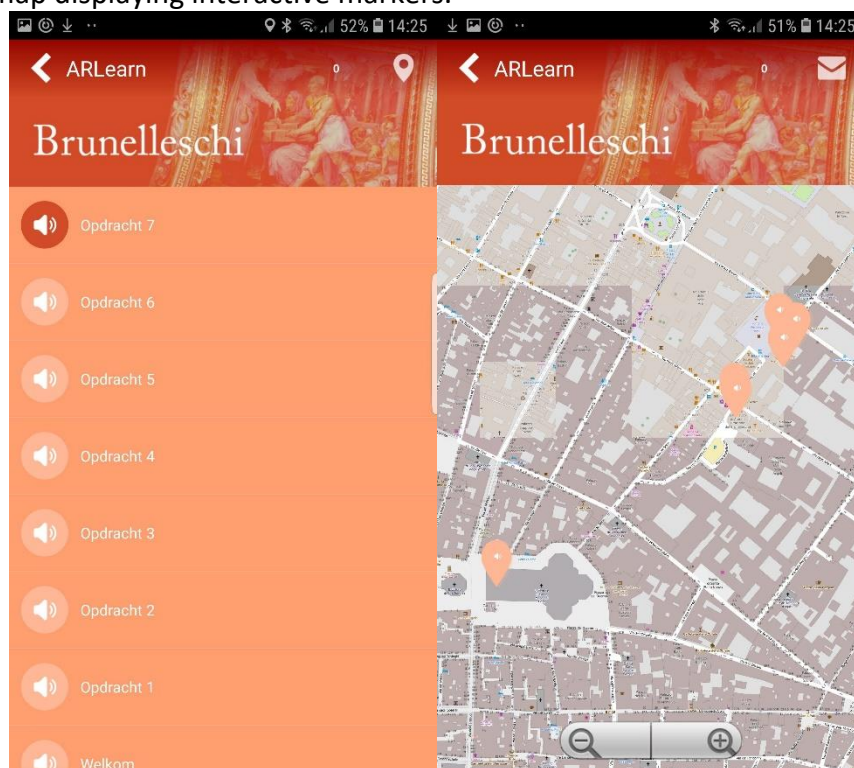 map displaying interactive markers.
52% 14:25
ARLearn
0
Brunelleschi
Opdracht 7
Opdracht 6
Opdracht 5
Opdracht 4
Opdracht 3
Opdracht 2
Opdracht 1
Welkom
51% 14:25
ARLearn
0
Brunelleschi